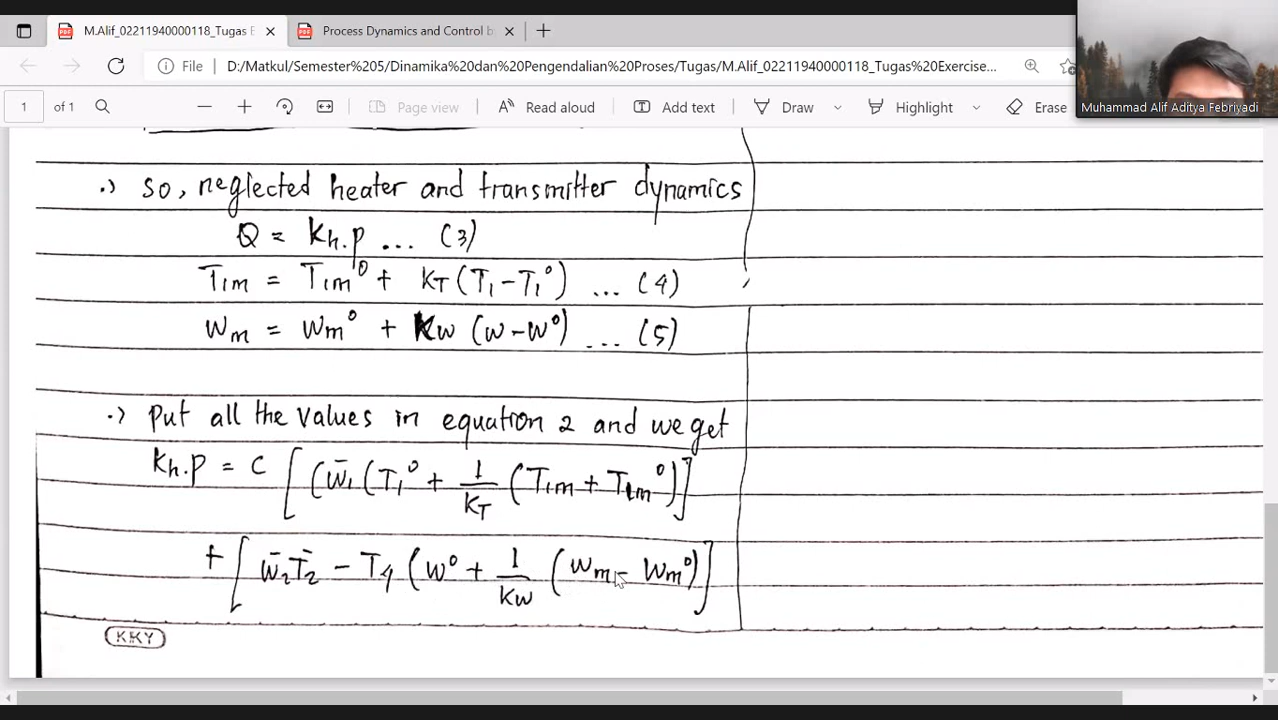 M.Alif_02211940000118_Tugas E
Process Dynamics and Control b
File
D:/Matkul/Semester%205/Dinamika%20dan%20Pengendalian%20Proses/Tugas/M.Alif_02211940000118_Tugas%20Exercise...
Muhammad Alif Aditya Febriyadi
1 of 1
Page view
Read aloud
Add text
Draw
Highlight
Erase
.) so, neglected heater and transmitter dynamics
Q = Kh.p ... (3)
T1m = T1m° + KT (T1 - T1°) ... (4)
Wm = Wm° + Kw (w - w°) ... (5)
.) put all the values in equation 2 and we get
Kh.p = C [(w̄1 (T1° + 1/KT (T1m + T1m°)]
+ [w̄2T̄2 - T4 (w° + 1/Kw (wm - wm°)]
KKY